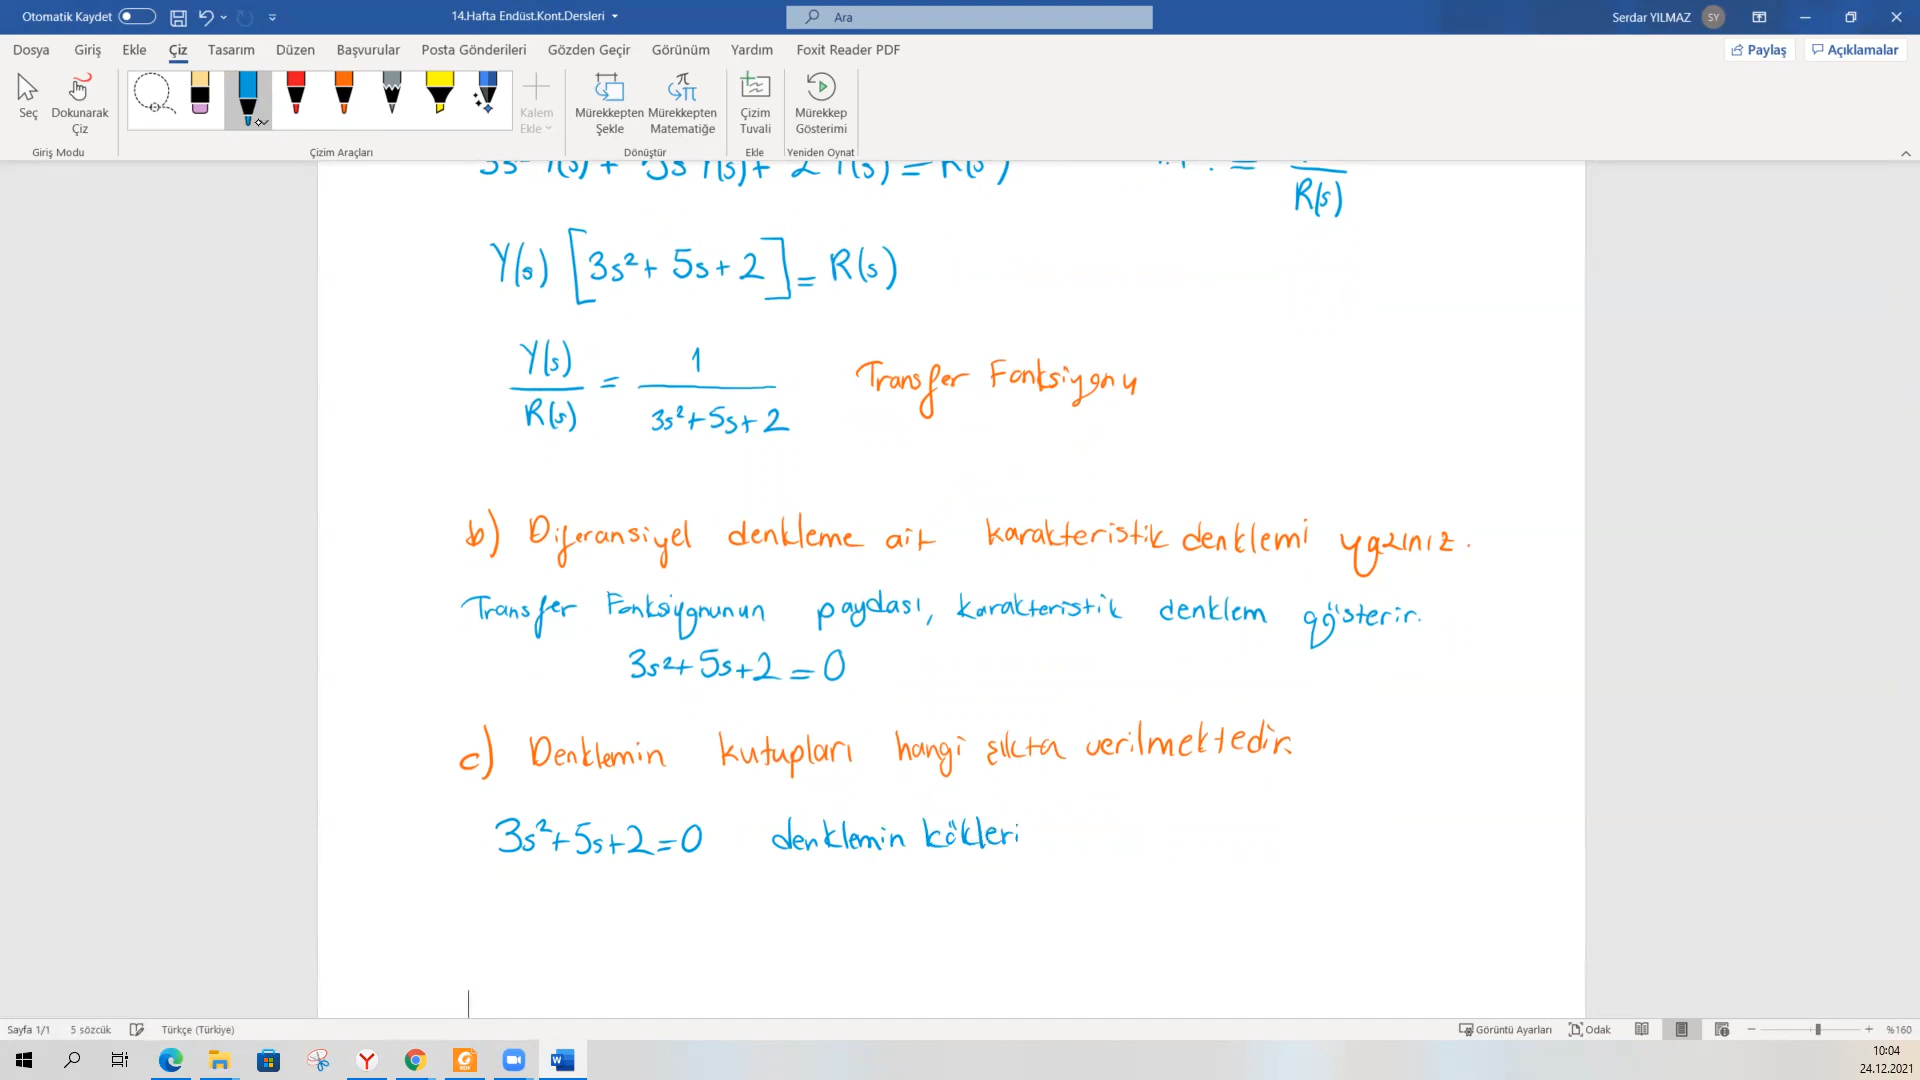 Otomatik Kaydet 14.Hafta Endüst.Kont.Dersleri Ara Serdar YILMAZ SY
Dosya Giriş Ekle Çiz Tasarım Düzen Başvurular Posta Gönderileri Gözden Geçir Görünüm Yardım Foxit Reader PDF Paylaş Açıklamalar
Seç Dokunarak Çiz Kalem Ekle Mürekkepten Şekle Mürekkepten Matematiğe Çizim Tuvali Mürekkep Gösterimi
Giriş Modu Çizim Araçları Dönüştür Ekle Yeniden Oynat
R(s)
Y(s) [3s²+ 5s+2] = R(s)
Y(s)/R(s) = 1/(3s²+5s+2) Transfer Fonksiyonu
b) Diferansiyel denkleme ait karakteristik denklemi yazınız.
Transfer Fonksiyonunun paydası, karakteristik denklem gösterir.
3s²+5s+2=0
c) Denklemin kutupları hangi şıkta verilmektedir.
3s²+5s+2=0 denklemin kökleri
Sayfa 1/1 5 sözcük Türkçe (Türkiye) Görüntü Ayarları Odak %160
10:04
24.12.2021